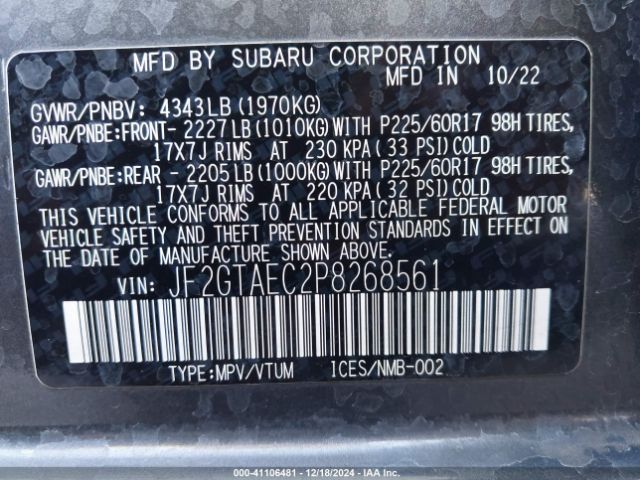 MFD BY SUBARU CORPORATION
MFD IN 10/22
GVWR/PNBV: 4343LB (1970KG)
GAWR/PNBE:FRONT- 2227LB(1010KG)WITH P225/60R17 98H TIRES,
17X7J RIMS AT 230 KPA( 33 PSI)COLD
GAWR/PNBE:REAR - 2205LB(1000KG)WITH P225/60R17 98H TIRES,
17X7J RIMS AT 220 KPA( 32 PSI)COLD
THIS VEHICLE CONFORMS TO ALL APPLICABLE FEDERAL MOTOR
VEHICLE SAFETY AND THEFT PREVENTION STANDARDS IN EFFECT ON
THE DATE OF MANUFACTURE SHOWN ABOVE.
VIN: JF2GTAEC2P8268561
TYPE:MPV/VTUM ICES/NMB-002
000-41106481 - 12/18/2024 - IAA Inc.